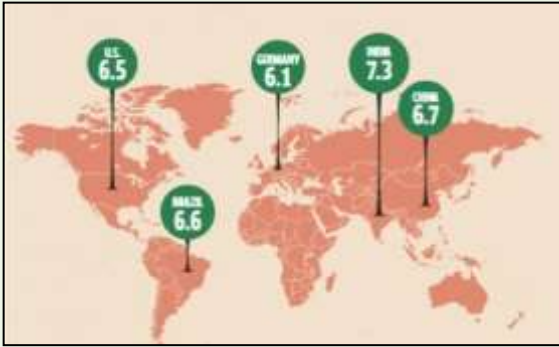 U.S.
6.5
GERMANY
6.1
INDIA
7.3
CHINA
6.7
BRAZIL
6.6